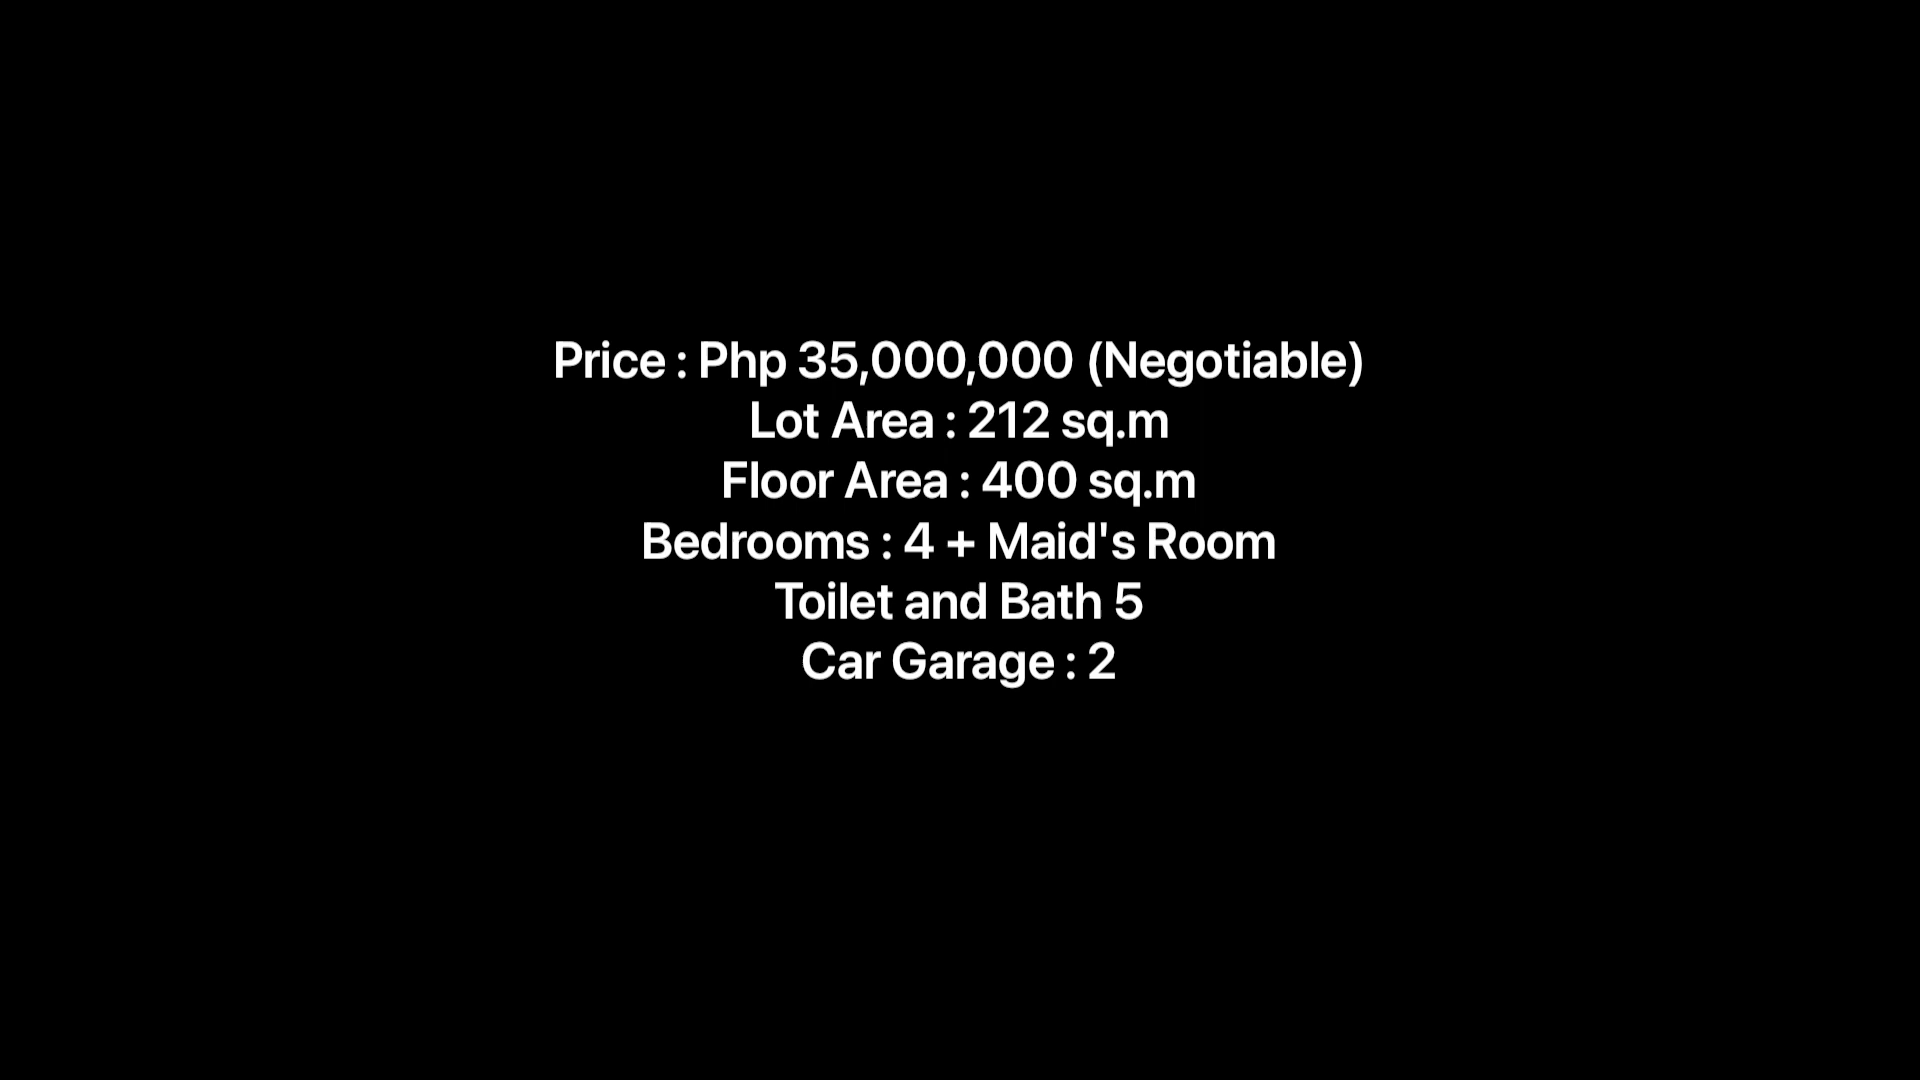 Price : Php 35,000,000 (Negotiable)
Lot Area : 212 sq.m
Floor Area : 400 sq.m
Bedrooms : 4 + Maid's Room
Toilet and Bath 5
Car Garage : 2